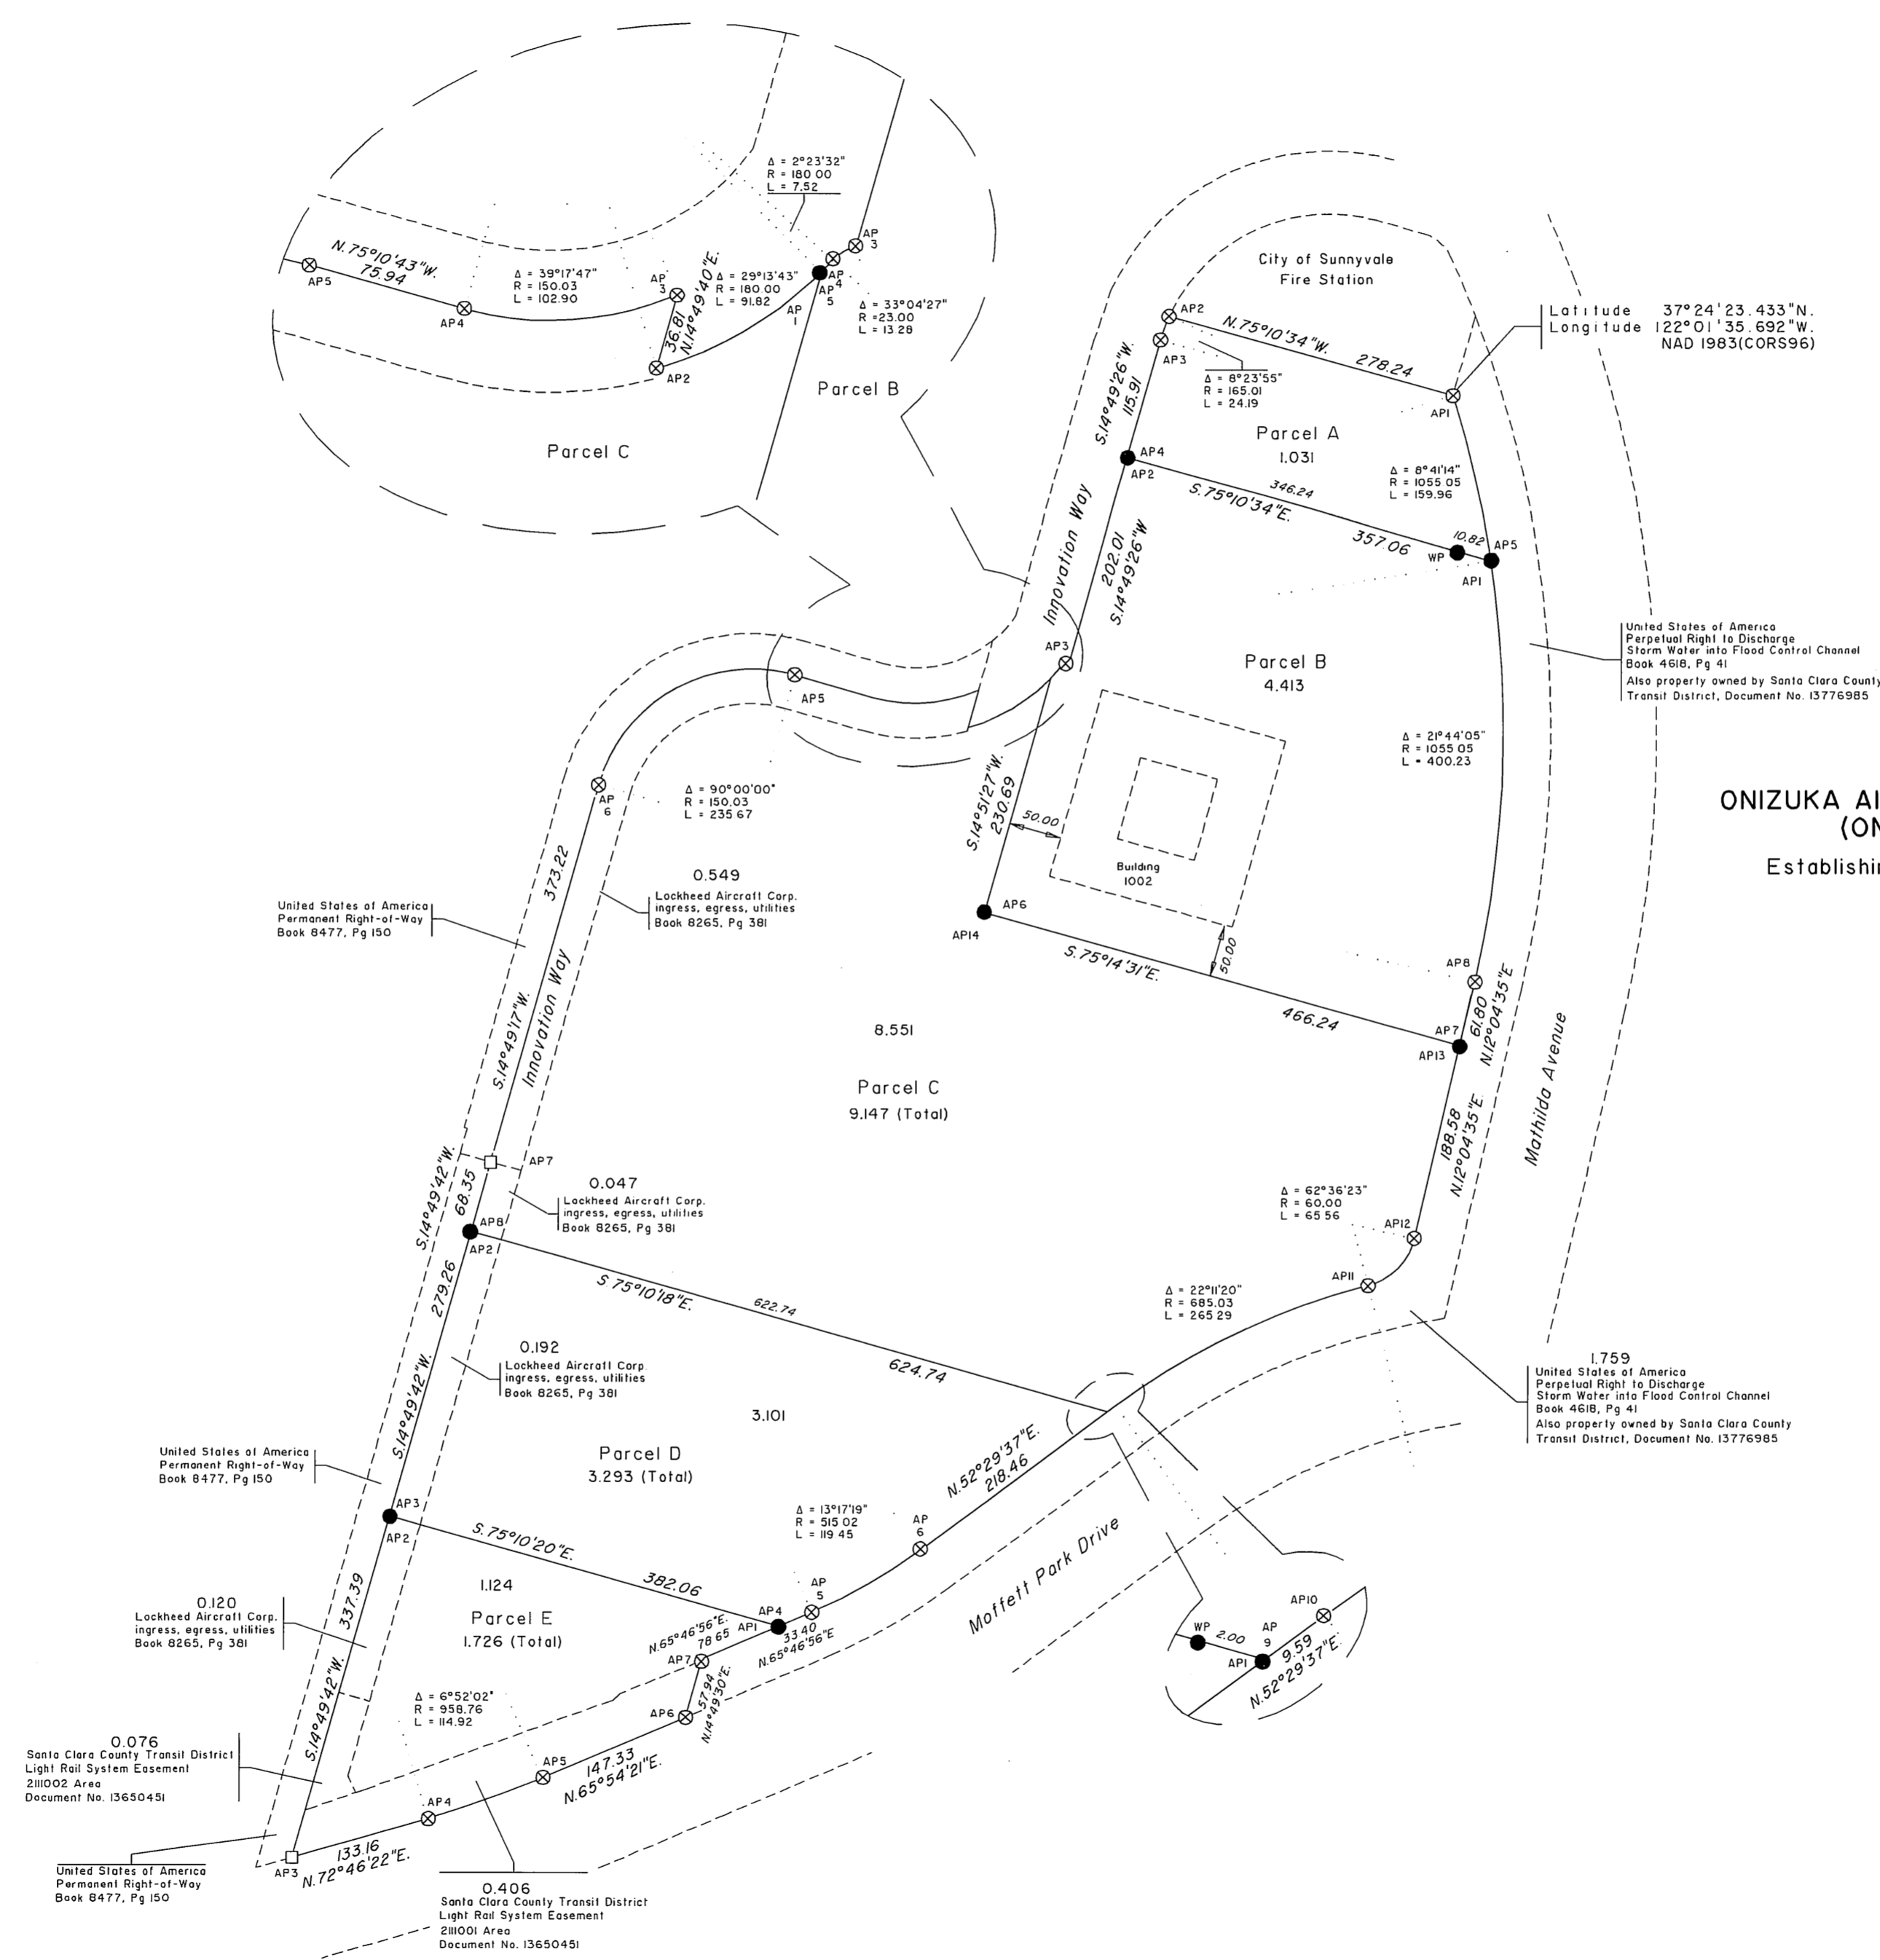 Δ = 2°23'32"
R = 180 00
L = 7.52
N.75°10'43"W.
75.94
AP5
AP4
Δ = 39°17'47"
R = 150.03
L = 102.90
AP
3
36.81
N.14°49'40"E.
AP2
Δ = 29°13'43"
R = 180.00
L = 91.82
AP
1
AP
3
AP
4
AP
5
Δ = 33°04'27"
R =23.00
L = 13.28
Parcel B
Parcel C
City of Sunnyvale
Fire Station
Latitude 37°24'23.433"N.
Longitude 122°01'35.692"W.
NAD 1983(CORS96)
AP2
N.75°10'34"W.
278.24
AP3
Δ = 8°23'55"
R = 165.01
L = 24.19
AP1
S.14°49'26"W.
115.91
Parcel A
1.031
Δ = 8°41'14"
R = 1055 05
L = 159.96
AP4
AP2
346.24
S.75°10'34"E.
357.06
10.82
WP
AP5
AP1
Innovation Way
202.01
S.14°49'26"W
AP3
Parcel B
4.413
United States of America
Perpetual Right to Discharge
Storm Water into Flood Control Channel
Book 4618, Pg 41
Also property owned by Santa Clara County
Transit District, Document No. 13776985
Δ = 21°44'05"
R = 1055 05
L = 400.23
ONIZUKA AI
(ON
Establishi
AP5
AP
6
Δ = 90°00'00"
R = 150.03
L = 235 67
S.14°51'27"W.
230.69
50.00
Building
1002
AP6
AP14
50.00
S.75°14'31"E.
466.24
AP8
61.80
N.12°04'35"E
AP7
AP13
373.22
S.14°49'17"W.
Innovation Way
0.549
Lockheed Aircraft Corp.
ingress, egress, utilities
Book 8265, Pg 381
United States of America
Permanent Right-of-Way
Book 8477, Pg 150
8.551
Parcel C
9.147 (Total)
188.58
N.12°04'35"E.
Mathilda Avenue
AP7
S.14°49'42"W.
68.35
0.047
Lockheed Aircraft Corp.
ingress, egress, utilities
Book 8265, Pg 381
AP8
AP2
Δ = 62°36'23"
R = 60.00
L = 65 56
AP12
AP11
Δ = 22°11'20"
R = 685.03
L = 265 29
S 75°10'18"E.
622.74
624.74
279.26
S.14°49'42"W.
0.192
Lockheed Aircraft Corp.
ingress, egress, utilities
Book 8265, Pg 381
1.759
United States of America
Perpetual Right to Discharge
Storm Water into Flood Control Channel
Book 4618, Pg 41
Also property owned by Santa Clara County
Transit District, Document No. 13776985
3.101
Parcel D
3.293 (Total)
United States of America
Permanent Right-of-Way
Book 8477, Pg 150
N.52°29'37"E.
218.46
AP3
AP2
S.75°10'20"E.
382.06
Δ = 13°17'19"
R = 515 02
L = 119 45
AP
6
AP
5
Moffett Park Drive
1.124
Parcel E
1.726 (Total)
AP4
AP1
33.40
N.65°46'56"E
N.65°46'56"E.
78 65
AP7
57.94
N.14°49'30"E.
AP6
337.39
S.14°49'42"W.
0.120
Lockheed Aircraft Corp.
ingress, egress, utilities
Book 8265, Pg 381
WP
2.00
AP
9
AP10
AP1
9.59
N.52°29'37"E.
Δ = 6°52'02"
R = 958.76
L = 114.92
0.076
Santa Clara County Transit District
Light Rail System Easement
2111002 Area
Document No. 13650451
AP5
147.33
N.65°54'21"E.
AP4
AP3
133.16
N.72°46'22"E.
United States of America
Permanent Right-of-Way
Book 8477, Pg 150
0.406
Santa Clara County Transit District
Light Rail System Easement
2111001 Area
Document No. 13650451